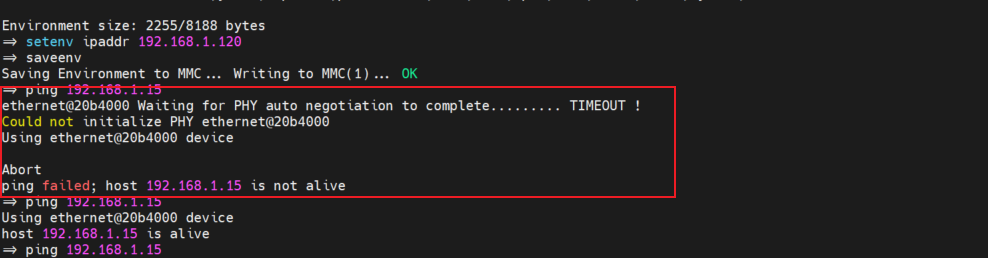 Environment size: 2255/8188 bytes
=> setenv ipaddr 192.168.1.120
=> saveenv
Saving Environment to MMC... Writing to MMC(1)... OK
=> ping 192.168.1.15
ethernet@20b4000 Waiting for PHY auto negotiation to complete......... TIMEOUT !
Could not initialize PHY ethernet@20b4000
Using ethernet@20b4000 device
Abort
ping failed; host 192.168.1.15 is not alive
=> ping 192.168.1.15
Using ethernet@20b4000 device
host 192.168.1.15 is alive
=> ping 192.168.1.15